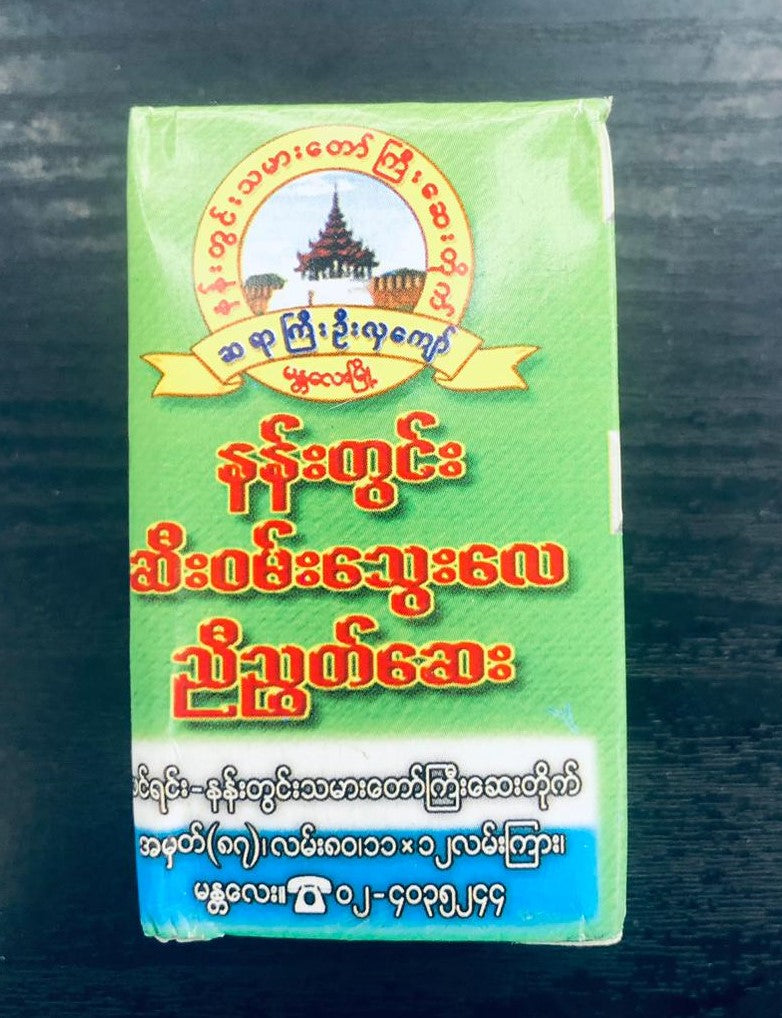 နန်းတွင်းသမားတော်ကြီးဆေးတိုက်
ဆရာကြီးဦးလှကျော်
မန္တလေးမြို့
နန်းတွင်း
ဆီးဝမ်းသွေးလေ
ညီညွတ်ဆေး
ရင်း-နန်းတွင်းသမားတော်ကြီးဆေးတိုက်
အမှတ်(၈၇)၊လမ်း၈၀၊၁၁×၁၂လမ်းကြား၊
မန္တလေး။ ☎ ၀၂-၄၀၃၅၂၄၄